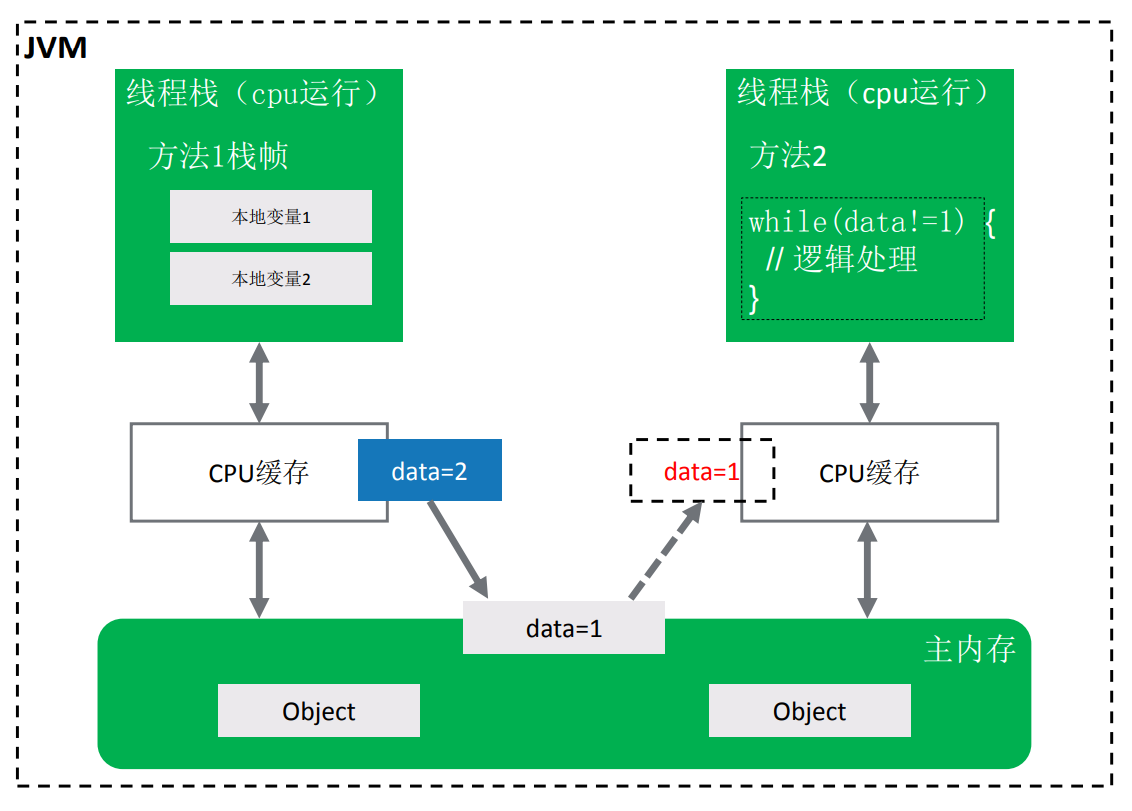 JVM
线程栈（cpu运行）
方法1栈帧
本地变量1
本地变量2
线程栈（cpu运行）
方法2
while(data!=1) {
// 逻辑处理
}
CPU缓存
data=2
data=1
CPU缓存
data=1
主内存
Object
Object